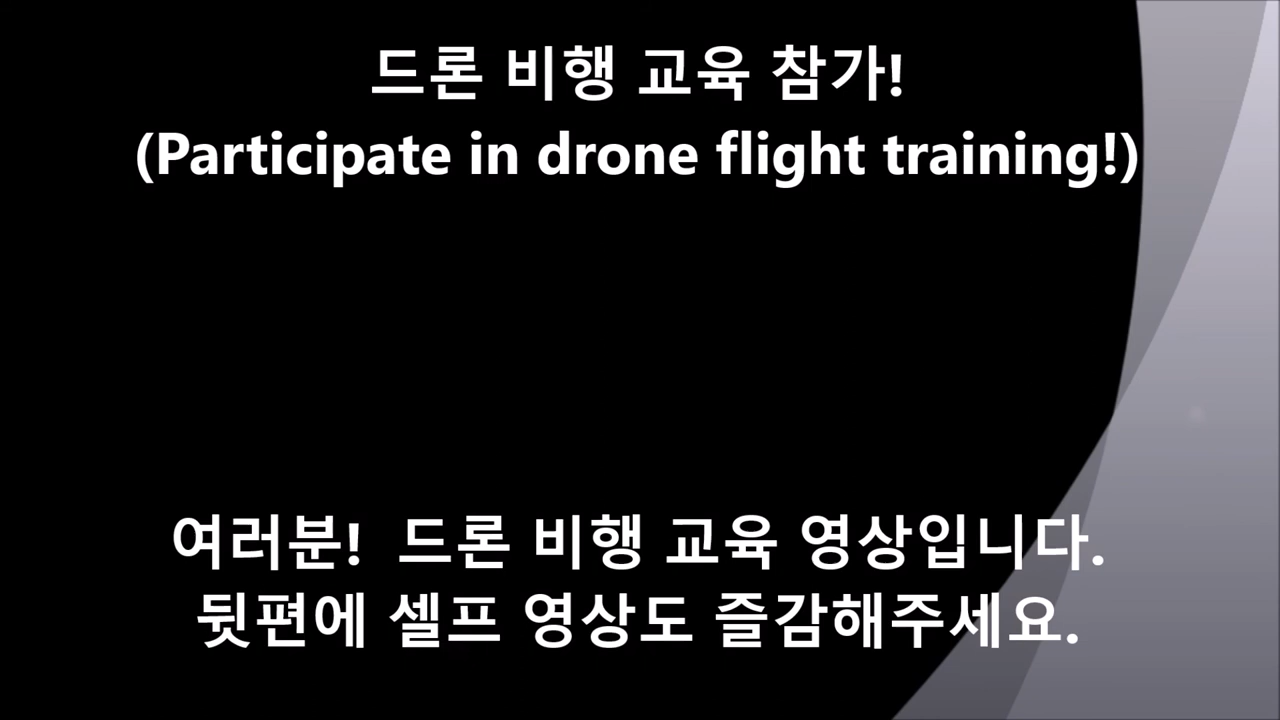 드론 비행 교육 참가!
(Participate in drone flight training!)
여러분! 드론 비행 교육 영상입니다.
뒷편에 셀프 영상도 즐감해주세요.